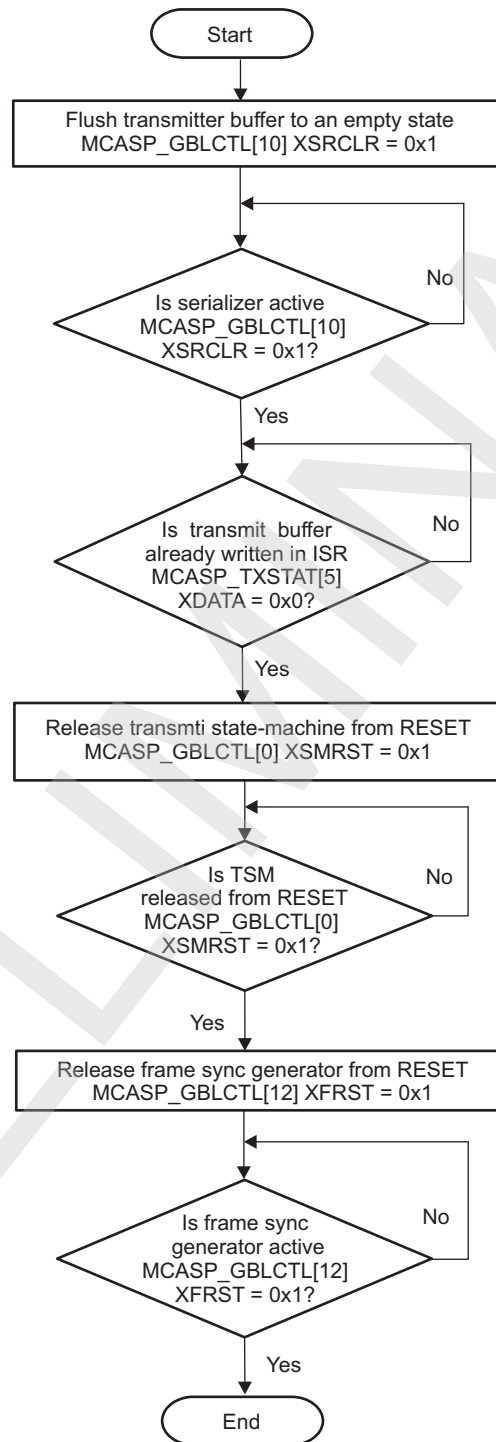 Start
Flush transmitter buffer to an empty state
MCASP_GBLCTL[10] XSRCLR = 0x1
No
Is serializer active
MCASP_GBLCTL[10]
XSRCLR = 0x1?
Yes
No
Is transmit buffer
already written in ISR
MCASP_TXSTAT[5]
XDATA = 0x0?
Yes
Release transmti state-machine from RESET
MCASP_GBLCTL[0] XSMRST = 0x1
No
Is TSM
released from RESET
MCASP_GBLCTL[0]
XSMRST = 0x1?
Yes
Release frame sync generator from RESET
MCASP_GBLCTL[12] XFRST = 0x1
No
Is frame sync
generator active
MCASP_GBLCTL[12]
XFRST = 0x1?
Yes
End